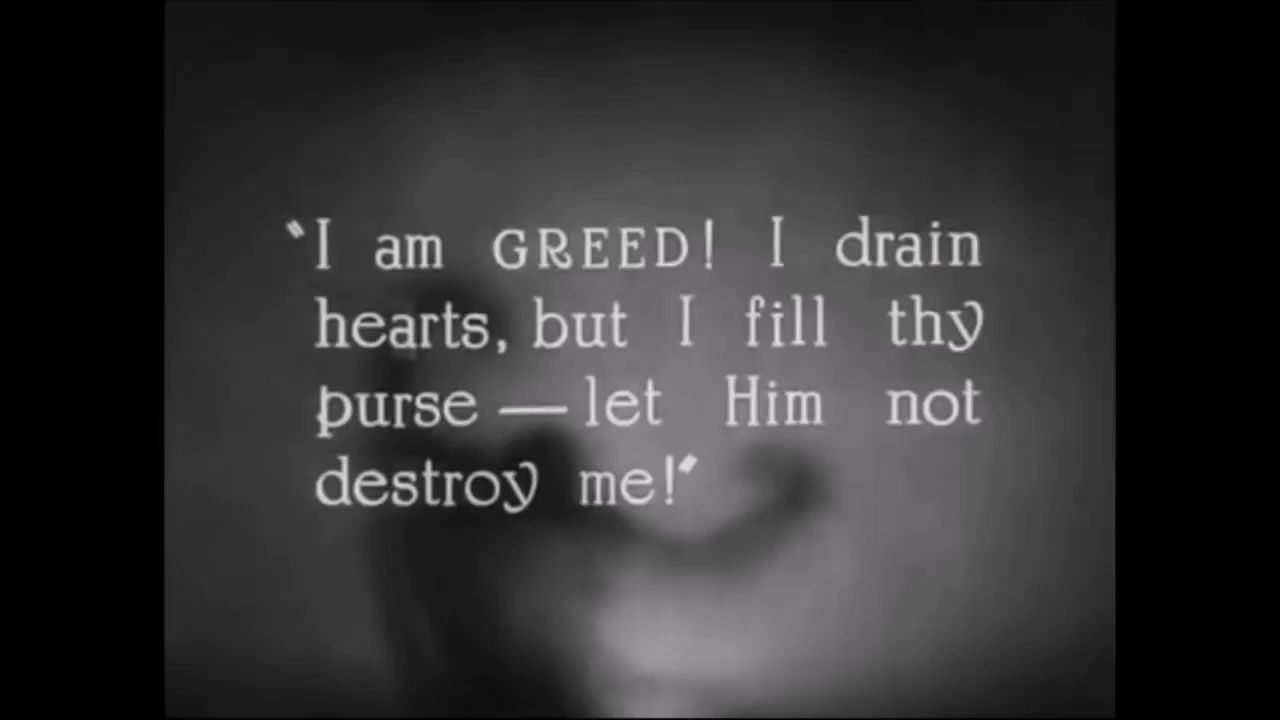 "I am GREED! I drain
hearts, but I fill thy
purse — let Him not
destroy me!"